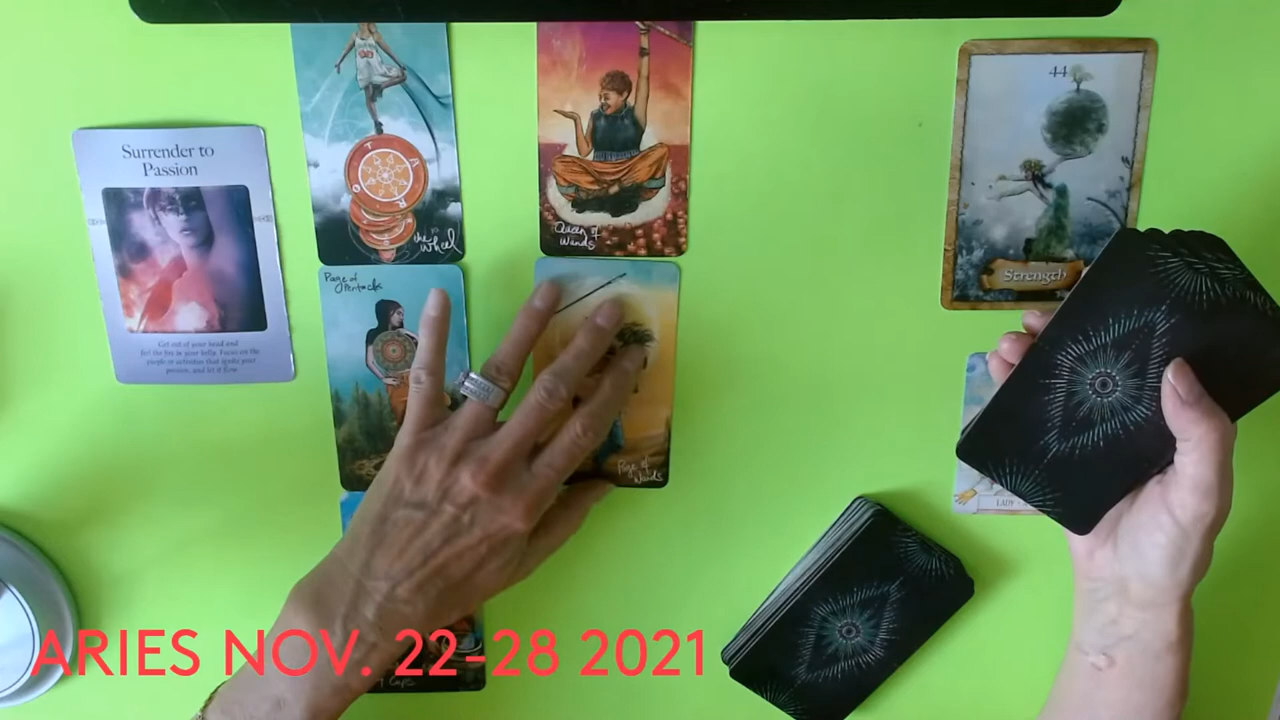 Surrender to
Passion
Get out of your head and
feel the fire in your belly. Focus on the
people or activities that ignite your
passion, and let it flow
the
Wheel
Queen of
Wands
Page of
Pentacles
Page of
Wands
44
Strength
LADY
Cups
ARIES NOV. 22-28 2021